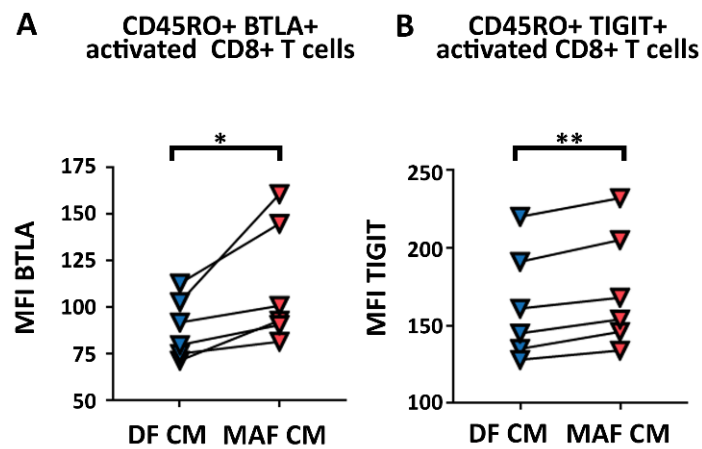 A
CD45RO+ BTLA+
activated CD8+ T cells
*
175
150
125
100
75
50
MFI BTLA
DF CM MAF CM
B
CD45RO+ TIGIT+
activated CD8+ T cells
**
250
200
150
100
MFI TIGIT
DF CM MAF CM